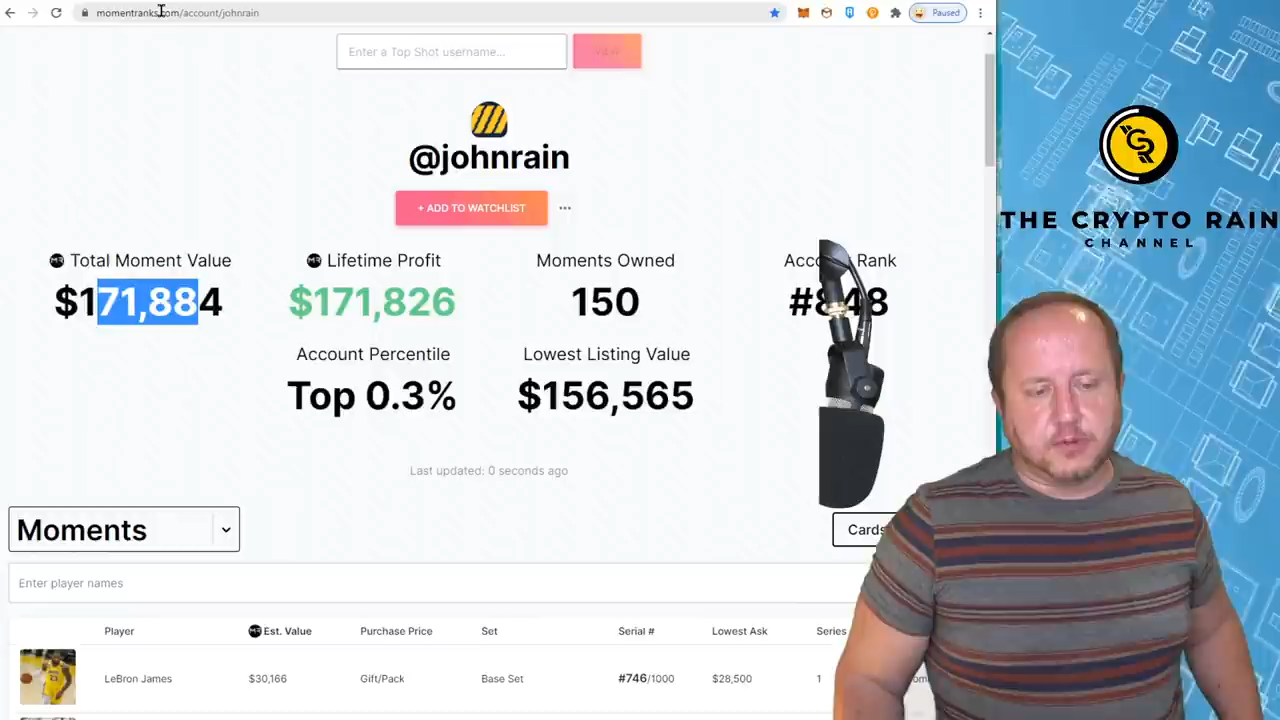 momentranks.com/account/johnrain
Paused
Enter a Top Shot username...
@johnrain
+ ADD TO WATCHLIST
Total Moment Value
$171,884
Lifetime Profit
$171,826
Moments Owned
150
Rank
Account Percentile
Top 0.3%
Lowest Listing Value
$156,565
Last updated: 0 seconds ago
Moments
Cards
Enter player names
Player
Est. Value
Purchase Price
Set
Serial #
Lowest Ask
Series
LeBron James
$30,166
Gift/Pack
Base Set
#746/1000
$28,500
1
THE CRYPTO RAIN
CHANNEL